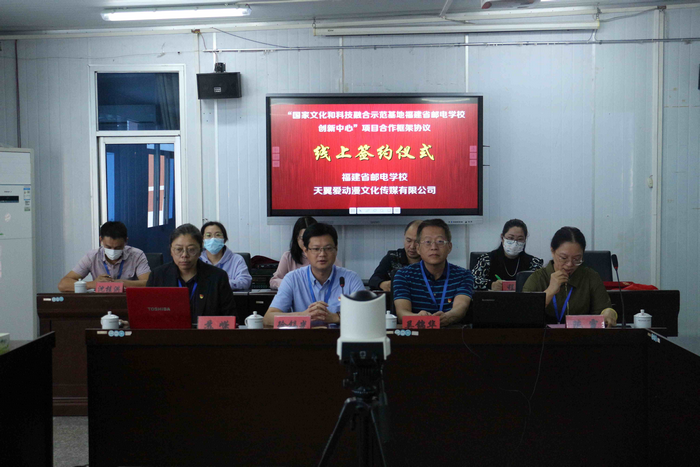 “国家文化和科技融合示范基地福建省邮电学校
创新中心”项目合作框架协议
线上签约仪式
福建省邮电学校
天翼爱动漫文化传媒有限公司